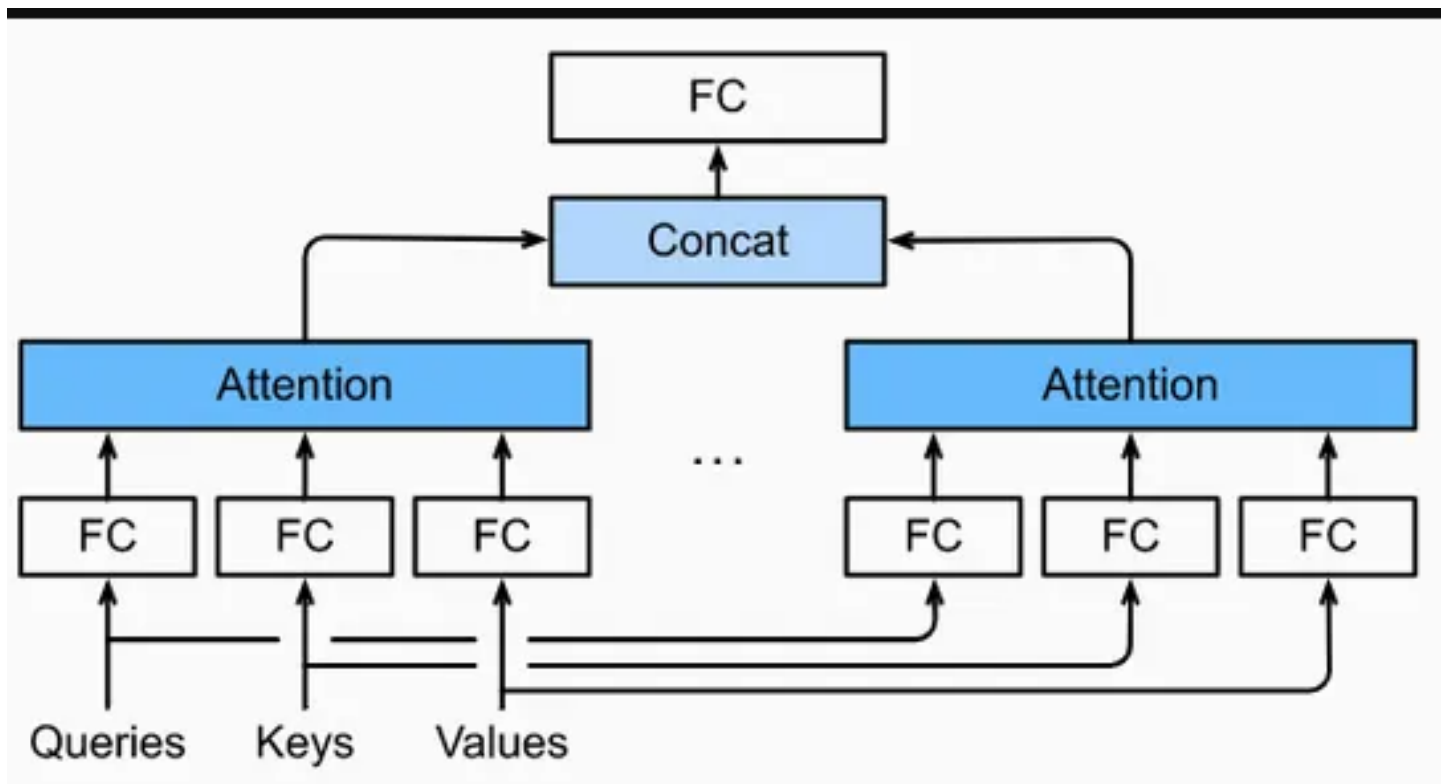 FC
Concat
Attention
Attention
...
FC
FC
FC
FC
FC
FC
Queries
Keys
Values